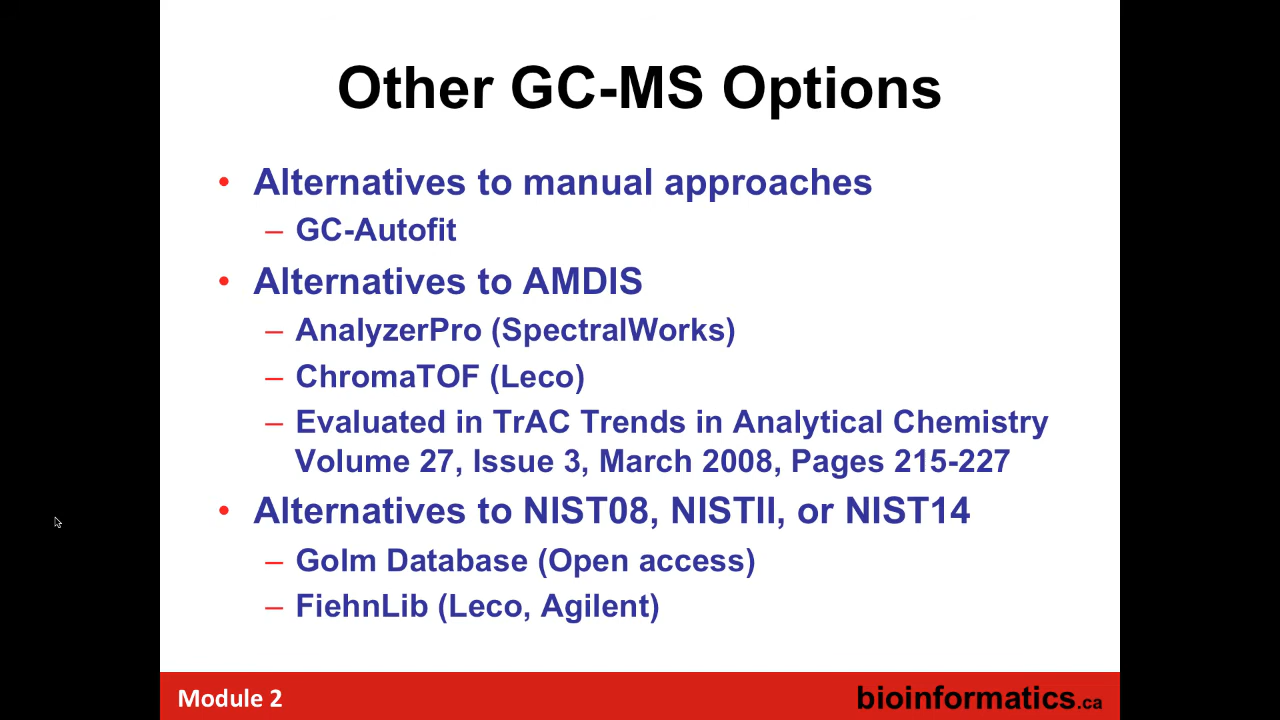 Other GC-MS Options
• Alternatives to manual approaches
– GC-Autofit
• Alternatives to AMDIS
– AnalyzerPro (SpectralWorks)
– ChromaTOF (Leco)
– Evaluated in TrAC Trends in Analytical Chemistry
Volume 27, Issue 3, March 2008, Pages 215-227
• Alternatives to NIST08, NISTII, or NIST14
– Golm Database (Open access)
– FiehnLib (Leco, Agilent)
Module 2
bioinformatics.ca